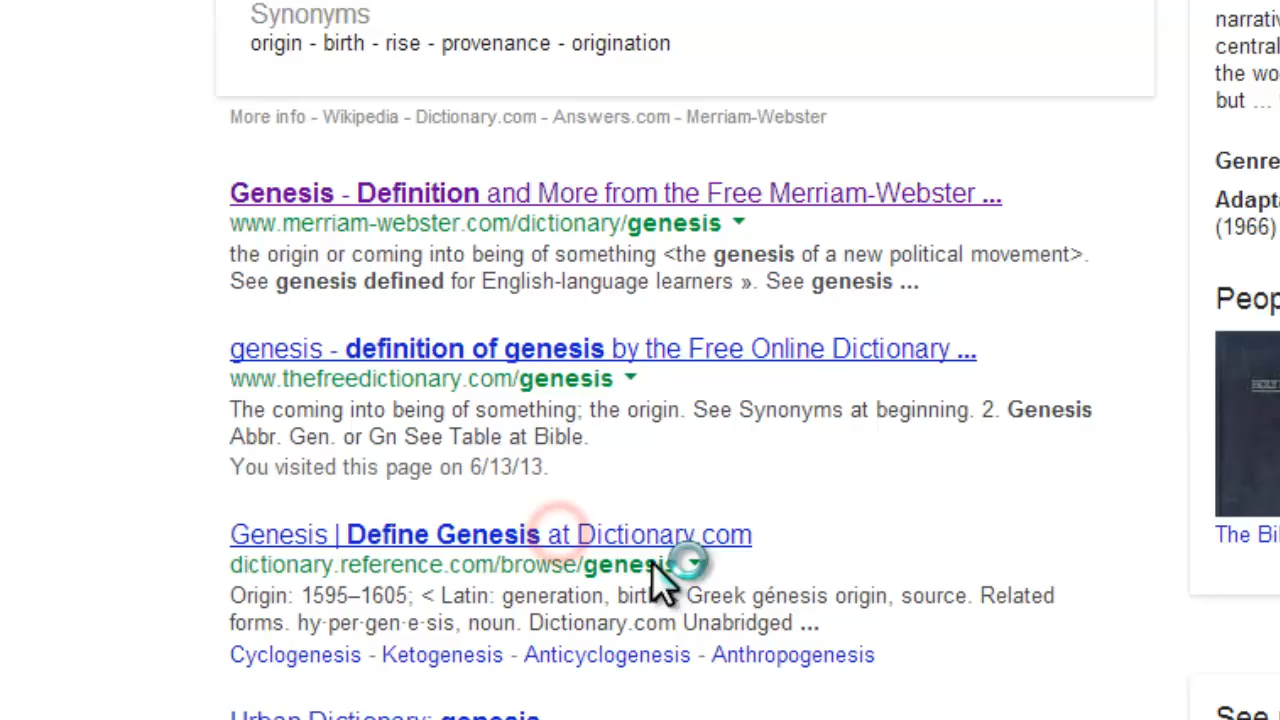 Synonyms
origin - birth - rise - provenance - origination
More info - Wikipedia - Dictionary.com - Answers.com - Merriam-Webster
Genesis - Definition and More from the Free Merriam-Webster ...
www.merriam-webster.com/dictionary/genesis
the origin or coming into being of something <the genesis of a new political movement>.
See genesis defined for English-language learners ». See genesis ...
genesis - definition of genesis by the Free Online Dictionary ...
www.thefreedictionary.com/genesis
The coming into being of something; the origin. See Synonyms at beginning. 2. Genesis
Abbr. Gen. or Gn See Table at Bible.
You visited this page on 6/13/13.
Genesis | Define Genesis at Dictionary.com
dictionary.reference.com/browse/genesis
Origin: 1595–1605; < Latin: generation, birth Greek génesis origin, source. Related
forms. hy·per·gen·e·sis, noun. Dictionary.com Unabridged ...
Cyclogenesis - Ketogenesis - Anticyclogenesis - Anthropogenesis
Urban Dictionary: genesis
central
the wo
but ...
Genre
Adapt
(1966)
Peop
The Bi
See